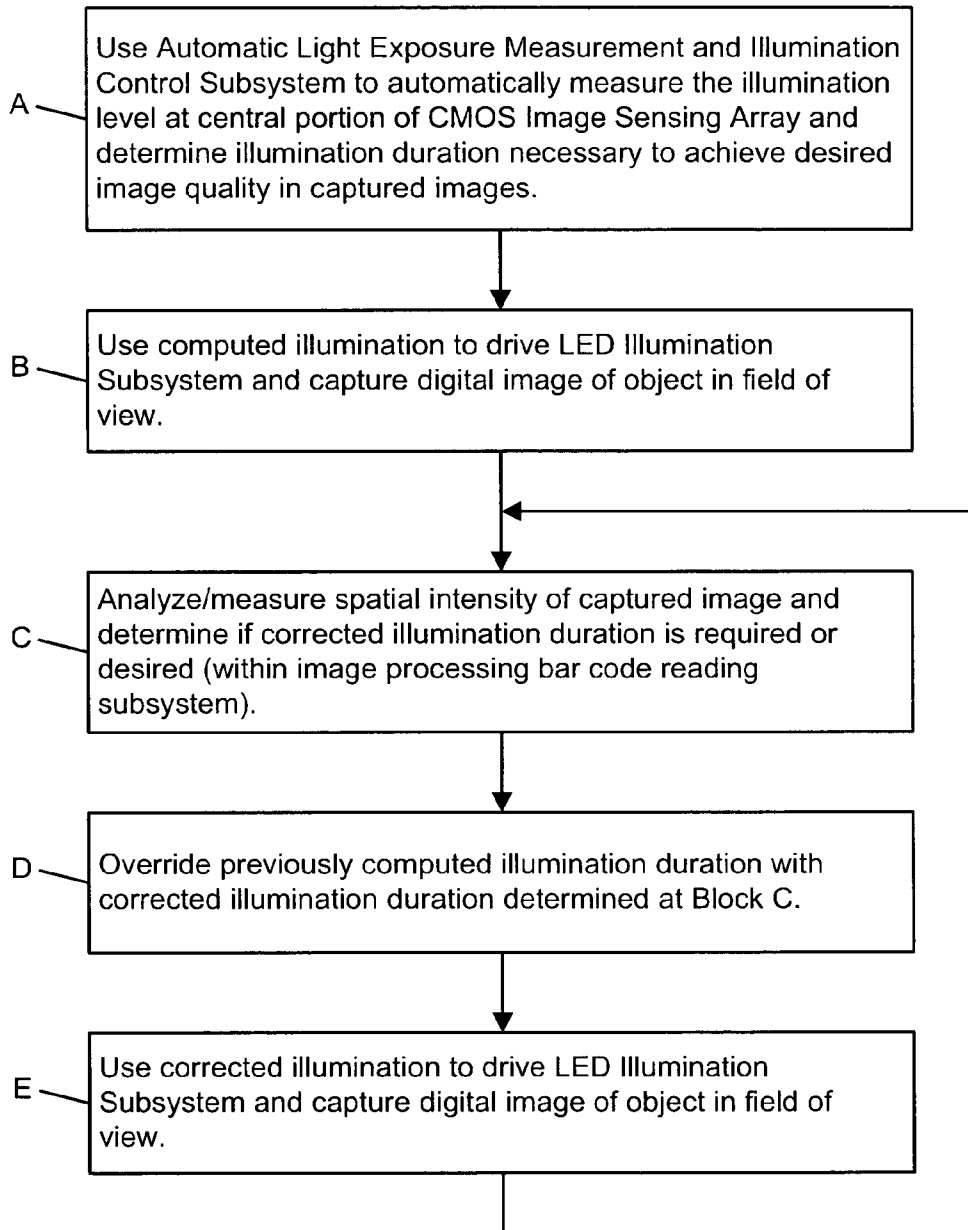 A
Use Automatic Light Exposure Measurement and Illumination
Control Subsystem to automatically measure the illumination
level at central portion of CMOS Image Sensing Array and
determine illumination duration necessary to achieve desired
image quality in captured images.
B
Use computed illumination to drive LED Illumination
Subsystem and capture digital image of object in field of
view.
C
Analyze/measure spatial intensity of captured image and
determine if corrected illumination duration is required or
desired (within image processing bar code reading
subsystem).
D
Override previously computed illumination duration with
corrected illumination duration determined at Block C.
E
Use corrected illumination to drive LED Illumination
Subsystem and capture digital image of object in field of
view.